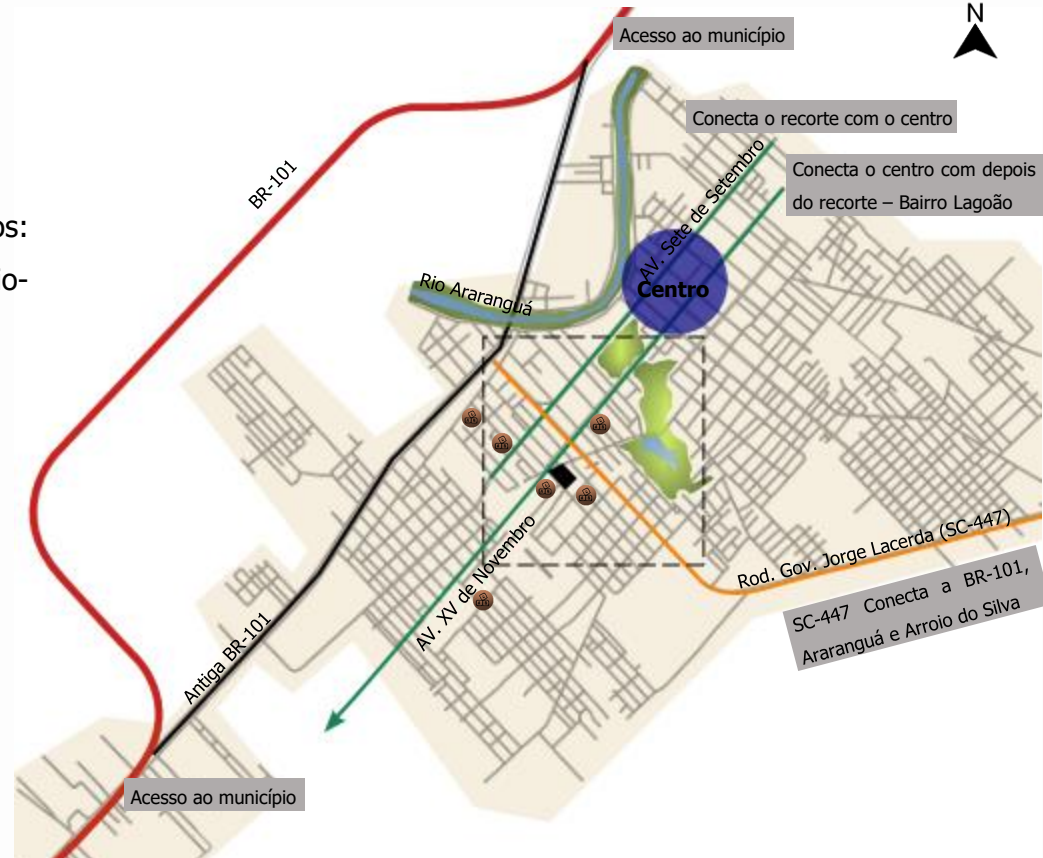 N
Acesso ao município
Conecta o recorte com o centro
BR-101
AV. Sete de Setembro
Conecta o centro com depois
do recorte – Bairro Lagoão
os:
io-
Rio Araranguá
Centro
AV. XV de Novembro
Rod. Gov. Jorge Lacerda (SC-447)
SC-447 Conecta a BR-101,
Araranguá e Arroio do Silva
Antiga BR-101
Acesso ao município